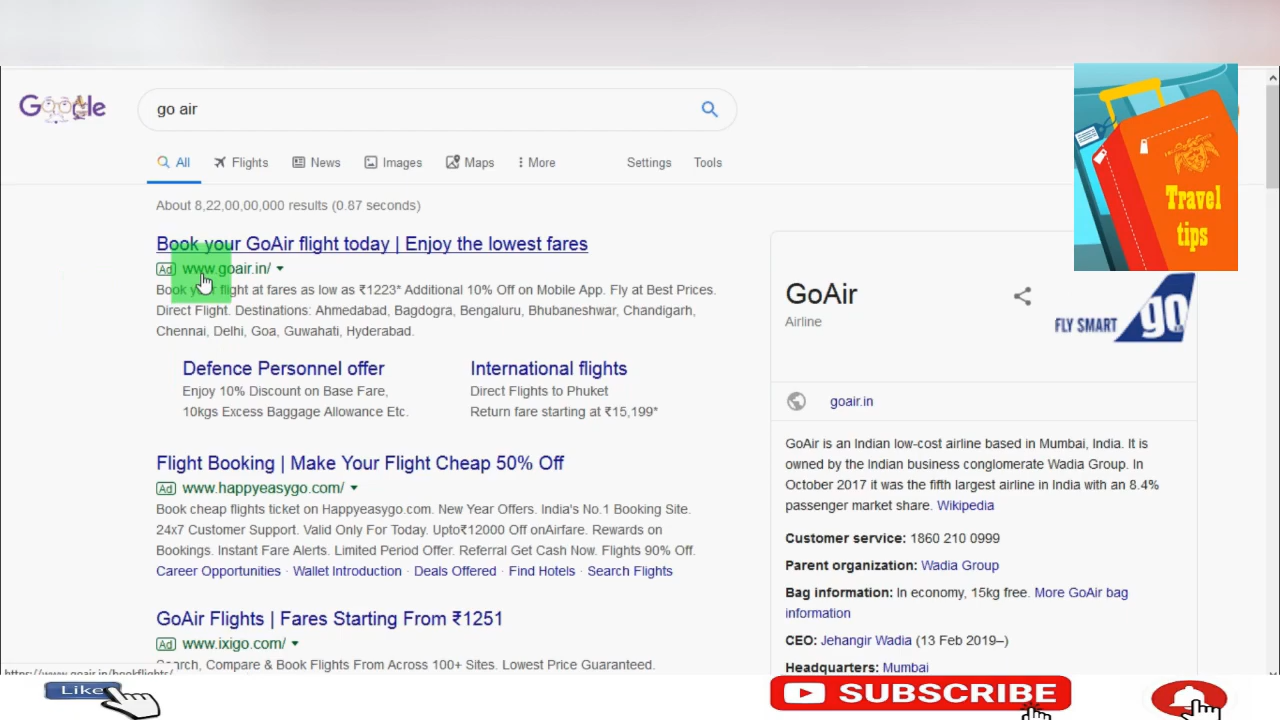 Google
go air
All
Flights
News
Images
Maps
More
Settings
Tools
About 8,22,00,00,000 results (0.87 seconds)
Book your GoAir flight today | Enjoy the lowest fares
Ad www.goair.in/
Book your flight at fares as low as ₹1223* Additional 10% Off on Mobile App. Fly at Best Prices.
Direct Flight. Destinations: Ahmedabad, Bagdogra, Bengaluru, Bhubaneshwar, Chandigarh,
Chennai, Delhi, Goa, Guwahati, Hyderabad.
Defence Personnel offer
Enjoy 10% Discount on Base Fare,
10kgs Excess Baggage Allowance Etc.
International flights
Direct Flights to Phuket
Return fare starting at ₹15,199*
Flight Booking | Make Your Flight Cheap 50% Off
Ad www.happyeasygo.com/
Book cheap flights ticket on Happyeasygo.com. New Year Offers. India's No.1 Booking Site.
24x7 Customer Support. Valid Only For Today. Upto₹12000 Off onAirfare. Rewards on
Bookings. Instant Fare Alerts. Limited Period Offer. Referral Get Cash Now. Flights 90% Off.
Career Opportunities · Wallet Introduction · Deals Offered · Find Hotels · Search Flights
GoAir Flights | Fares Starting From ₹1251
Ad www.ixigo.com/
Search, Compare & Book Flights From Across 100+ Sites. Lowest Price Guaranteed.
https://www.goair.in/bookflights/
Travel
tips
GoAir
Airline
FLY SMART
go
goair.in
GoAir is an Indian low-cost airline based in Mumbai, India. It is
owned by the Indian business conglomerate Wadia Group. In
October 2017 it was the fifth largest airline in India with an 8.4%
passenger market share. Wikipedia
Customer service: 1860 210 0999
Parent organization: Wadia Group
Bag information: In economy, 15kg free. More GoAir bag
information
CEO: Jehangir Wadia (13 Feb 2019–)
Headquarters: Mumbai
Like
SUBSCRIBE